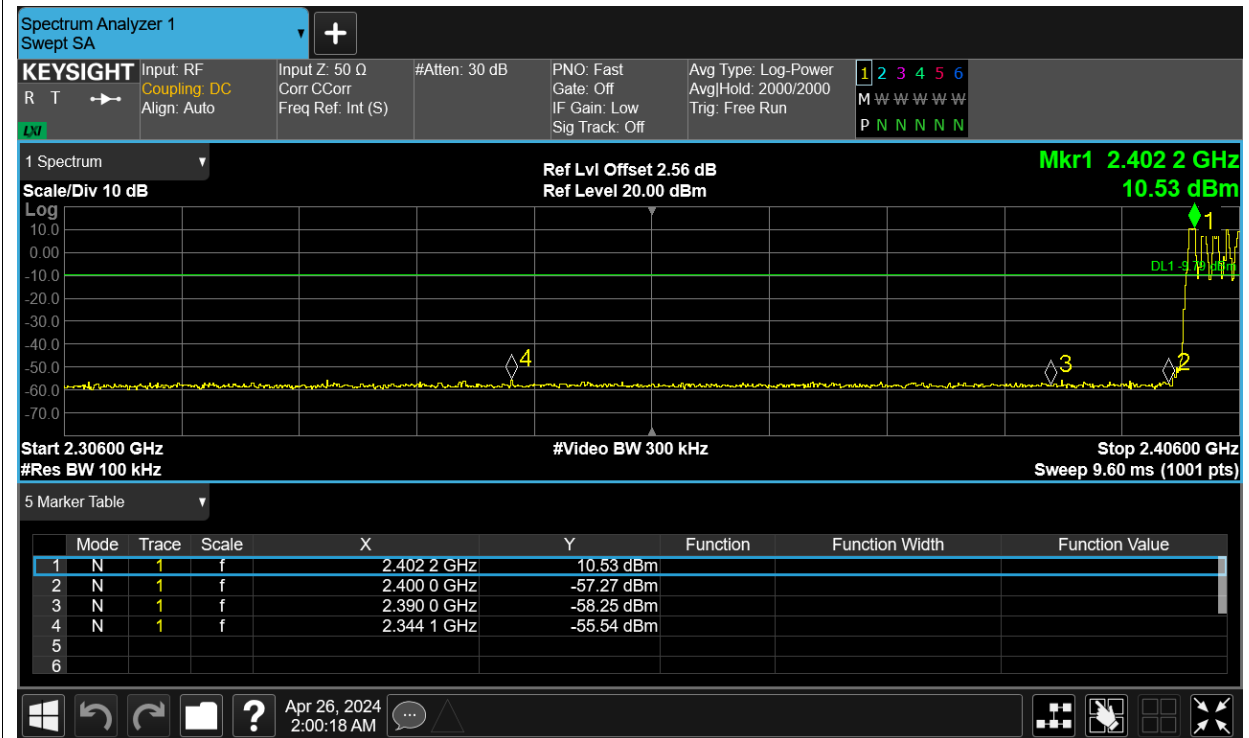 Spectrum Analyzer 1
Swept SA
KEYSIGHT
R T
LXI
Input: RF
Coupling: DC
Align: Auto
Input Z: 50 Ω
Corr CCorr
Freq Ref: Int (S)
#Atten: 30 dB
PNO: Fast
Gate: Off
IF Gain: Low
Sig Track: Off
Avg Type: Log-Power
Avg|Hold: 2000/2000
Trig: Free Run
1 2 3 4 5 6
M W W W W W
P N N N N N
1 Spectrum
Scale/Div 10 dB
Ref Lvl Offset 2.56 dB
Ref Level 20.00 dBm
Mkr1 2.402 2 GHz
10.53 dBm
Log
10.0
0.00
-10.0
-20.0
-30.0
-40.0
-50.0
-60.0
-70.0
1
DL1 -9.79 dBm
4
3
2
Start 2.30600 GHz
#Video BW 300 kHz
Stop 2.40600 GHz
#Res BW 100 kHz
Sweep 9.60 ms (1001 pts)
5 Marker Table
Mode Trace Scale X Y Function Function Width Function Value
1 N 1 f 2.402 2 GHz 10.53 dBm
2 N 1 f 2.400 0 GHz -57.27 dBm
3 N 1 f 2.390 0 GHz -58.25 dBm
4 N 1 f 2.344 1 GHz -55.54 dBm
5
6
?
Apr 26, 2024
2:00:18 AM